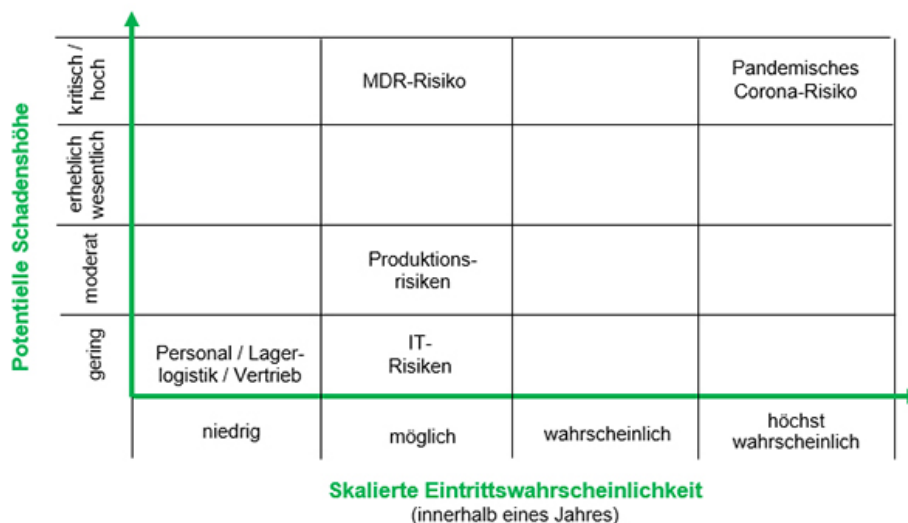 Potentielle Schadenshöhe
kritisch /
hoch
MDR-Risiko
Pandemisches
Corona-Risiko
erheblich
wesentlich
moderat
Produktions-
risiken
gering
Personal / Lager-
logistik / Vertrieb
IT-
Risiken
niedrig
möglich
wahrscheinlich
höchst
wahrscheinlich
Skalierte Eintrittswahrscheinlichkeit
(innerhalb eines Jahres)